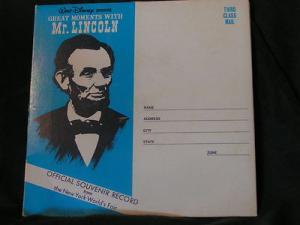 Walt Disney presents
GREAT MOMENTS WITH
Mr. LINCOLN
THIRD
CLASS
MAIL
NAME
ADDRESS
CITY
STATE
ZONE
OFFICIAL SOUVENIR RECORD
from
the New York World's Fair